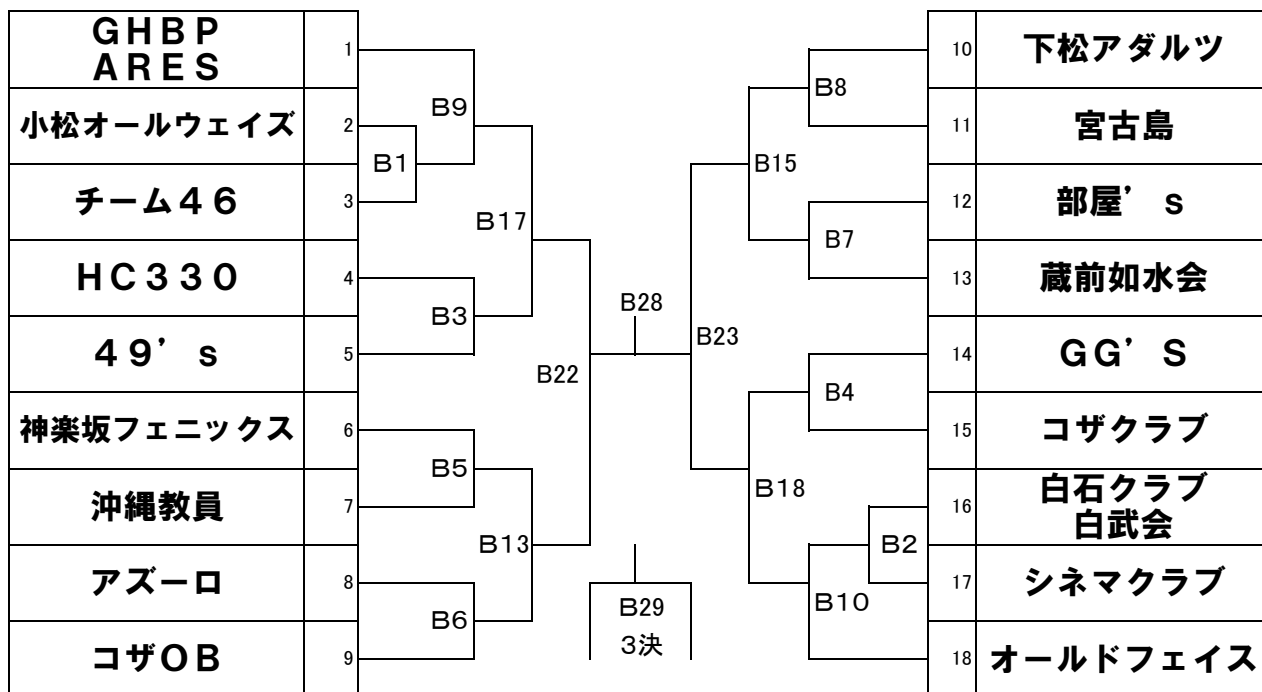 ＧＨＢＰ
ＡＲＥＳ
1
小松オールウェイズ
2
チーム４６
3
ＨＣ３３０
4
４９’ｓ
5
神楽坂フェニックス
6
沖縄教員
7
アズーロ
8
コザＯＢ
9
B9
B1
B17
B3
B22
B5
B13
B6
B28
B29
3決
B23
B15
B8
B7
B4
B18
B2
B10
10
下松アダルツ
11
宮古島
12
部屋’ｓ
13
蔵前如水会
14
ＧＧ’Ｓ
15
コザクラブ
16
白石クラブ
白武会
17
シネマクラブ
18
オールドフェイス